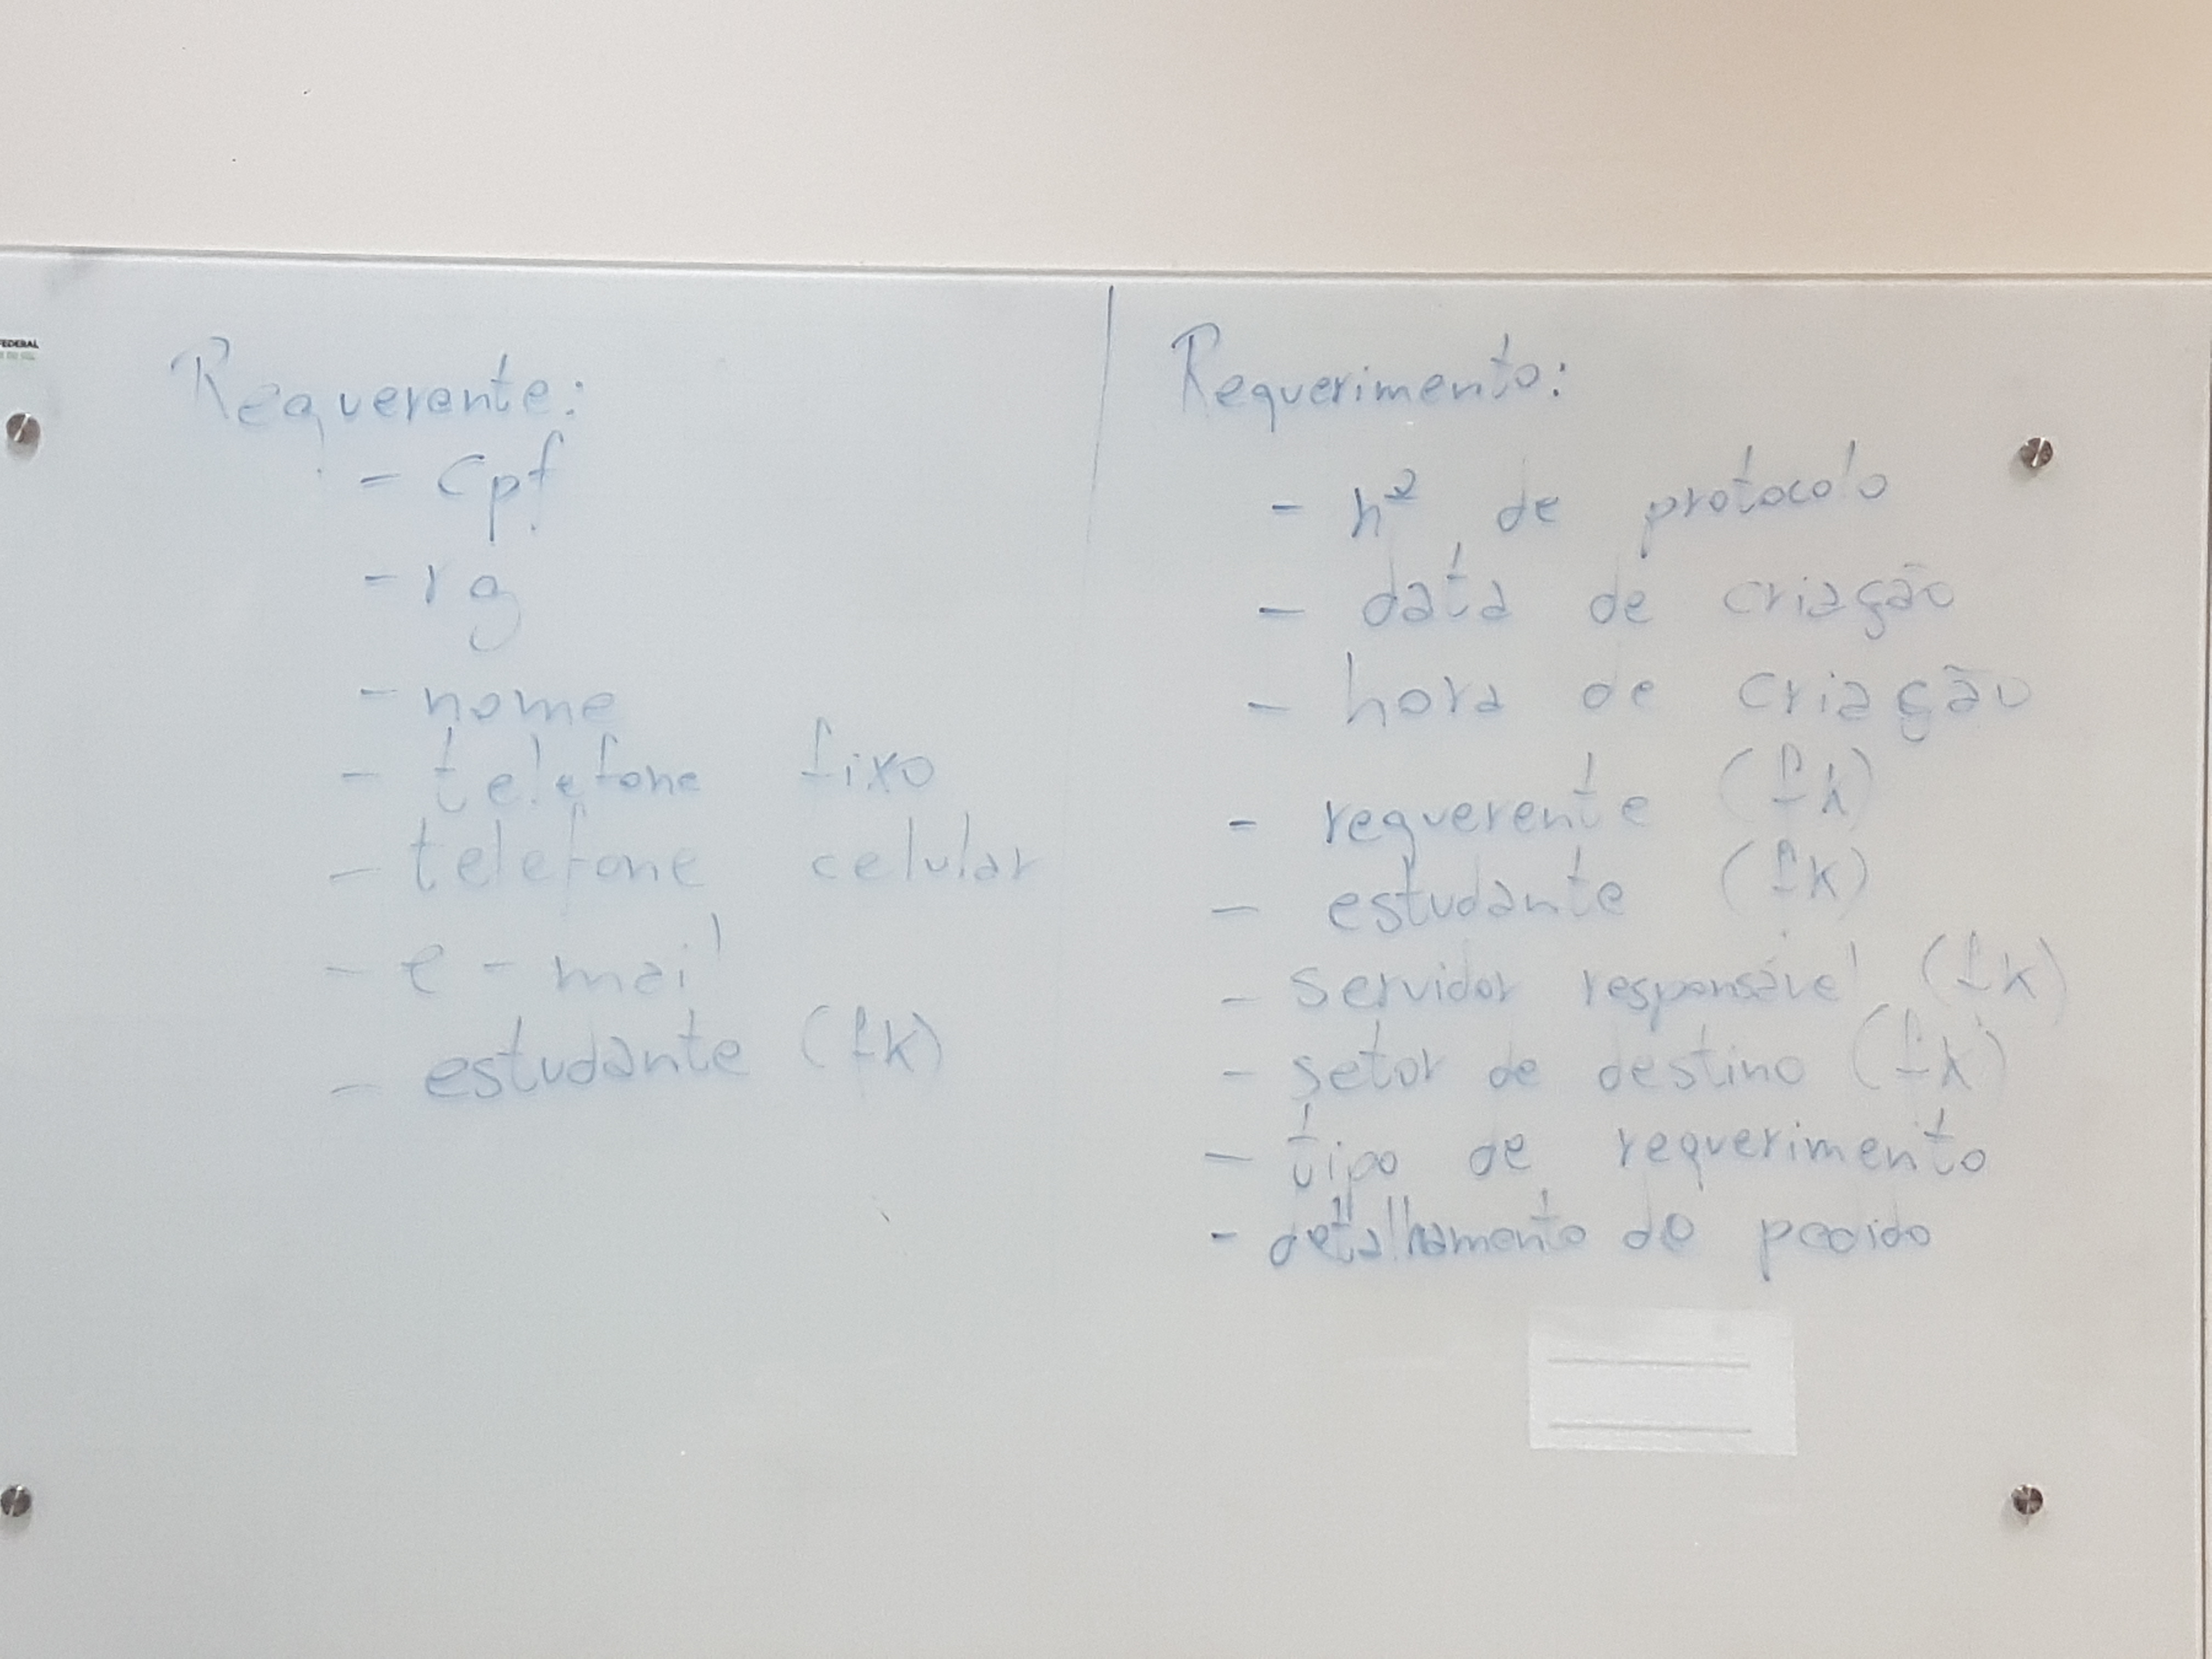 FEDERAL
Requerente:
- cpf
- rg
- nome
- telefone fixo
- telefone celular
- e-mail
- estudante (fk)
Requerimento:
- nº de protocolo
- data de criação
- hora de criação
- requerente (fk)
- estudante (fk)
- servidor responsável (fk)
- setor de destino (fk)
- tipo de requerimento
- detalhamento do pedido